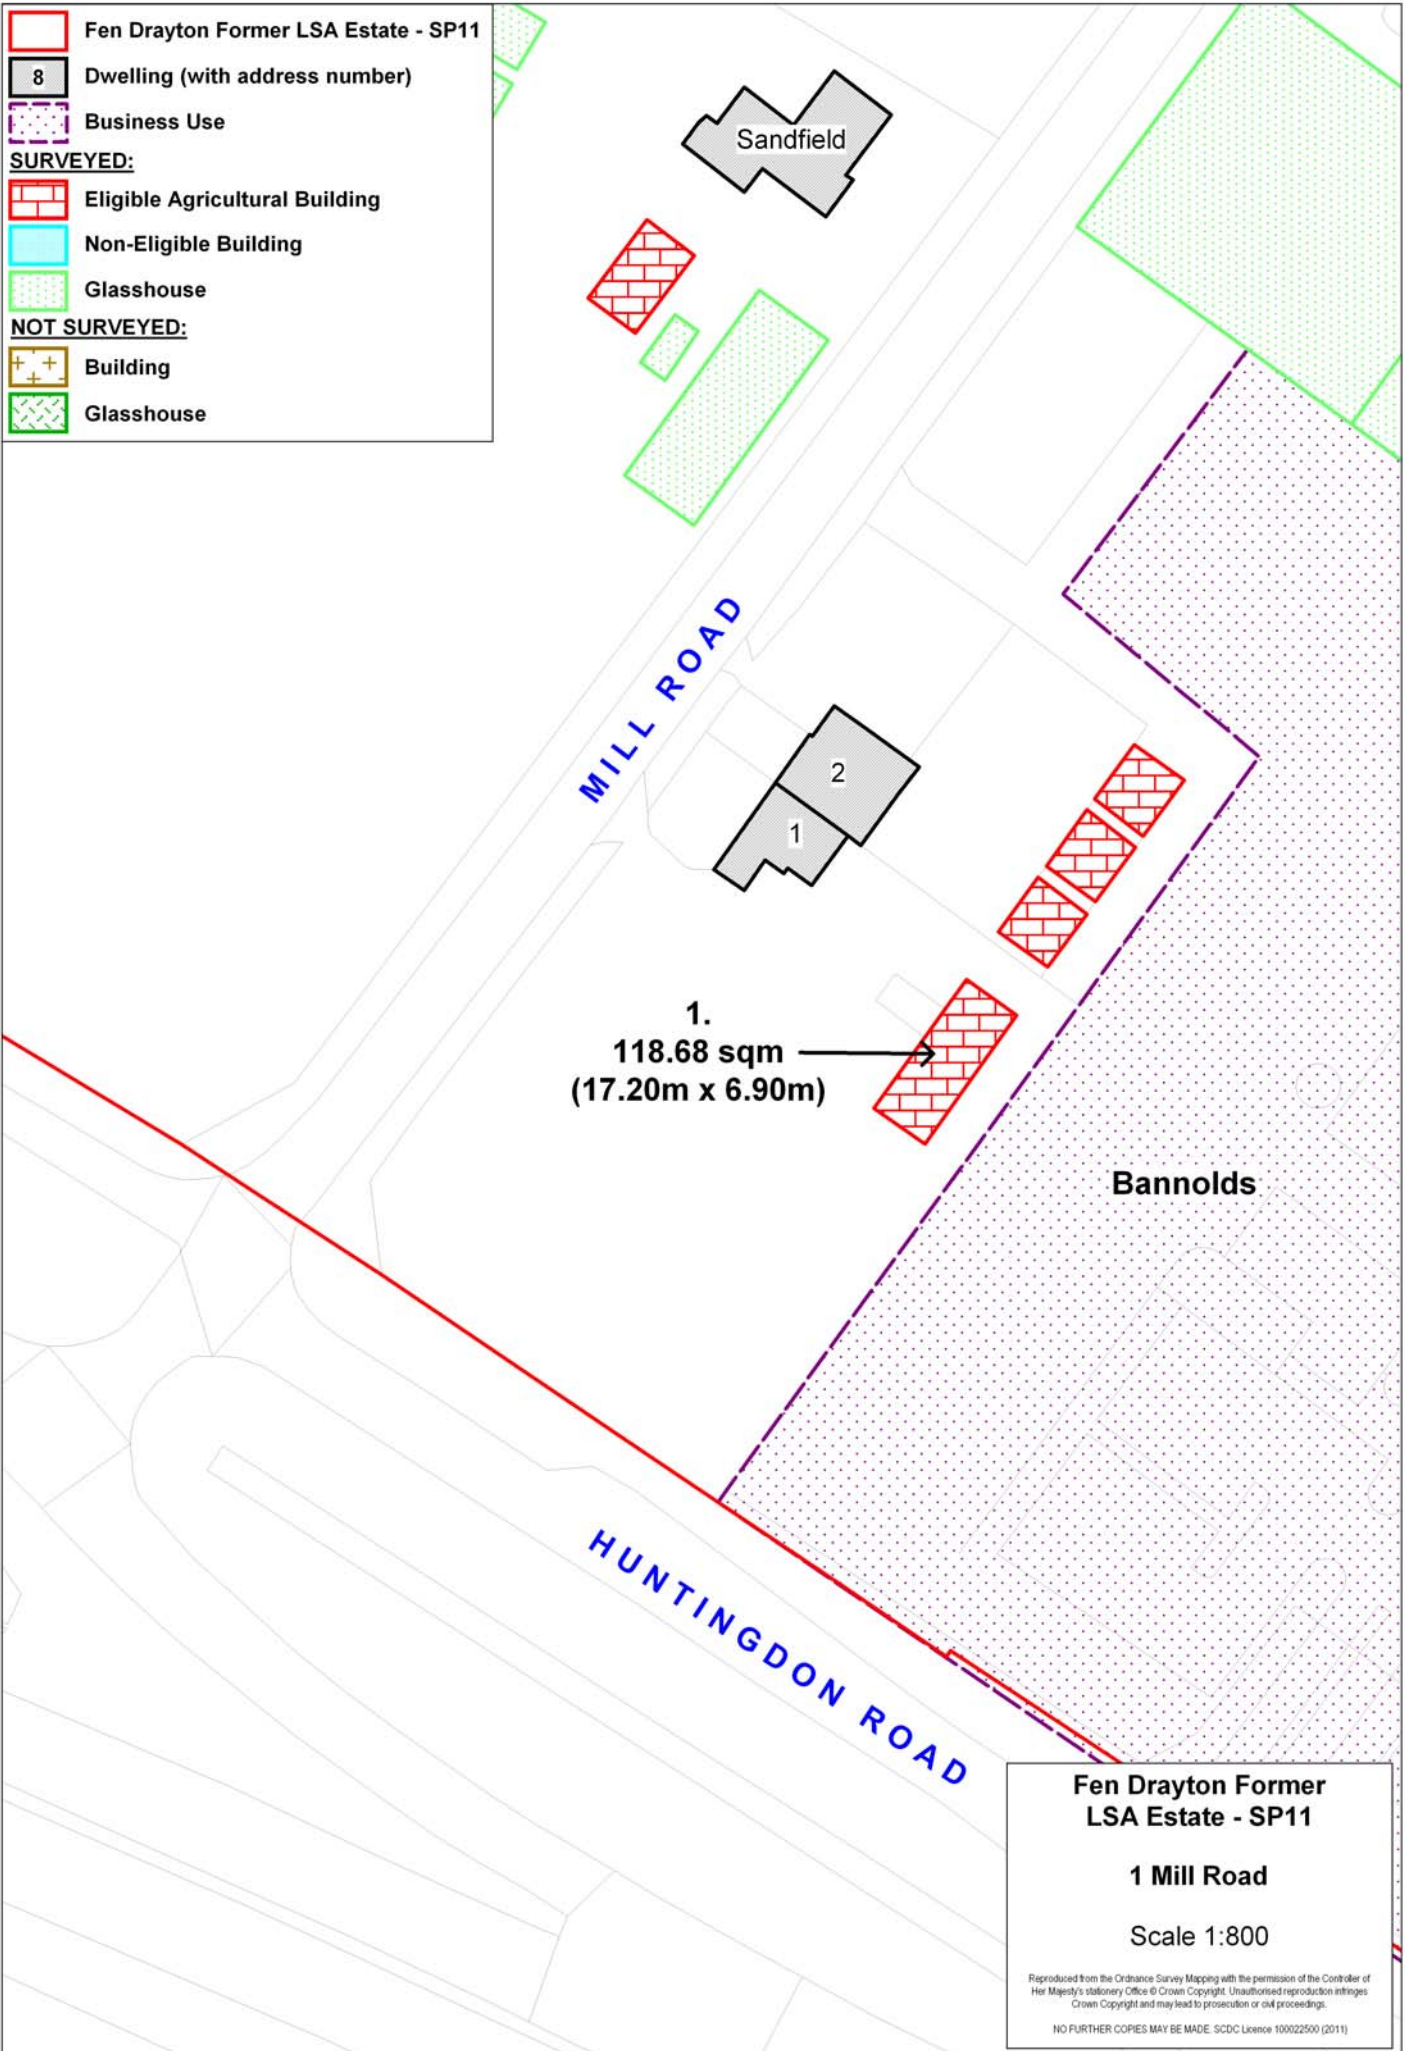 Fen Drayton Former LSA Estate - SP11
8 Dwelling (with address number)
Business Use
SURVEYED:
Eligible Agricultural Building
Non-Eligible Building
Glasshouse
NOT SURVEYED:
Building
Glasshouse
Sandfield
MILL ROAD
2
1
1.
118.68 sqm
(17.20m x 6.90m)
Bannolds
HUNTINGDON ROAD
Fen Drayton Former
LSA Estate - SP11
1 Mill Road
Scale 1:800
Reproduced from the Ordnance Survey Mapping with the permission of the Controller of
Her Majesty's stationery Office © Crown Copyright. Unauthorised reproduction infringes
Crown Copyright and may lead to prosecution or civil proceedings.
NO FURTHER COPIES MAY BE MADE. SCDC Licence 100022500 (2011)